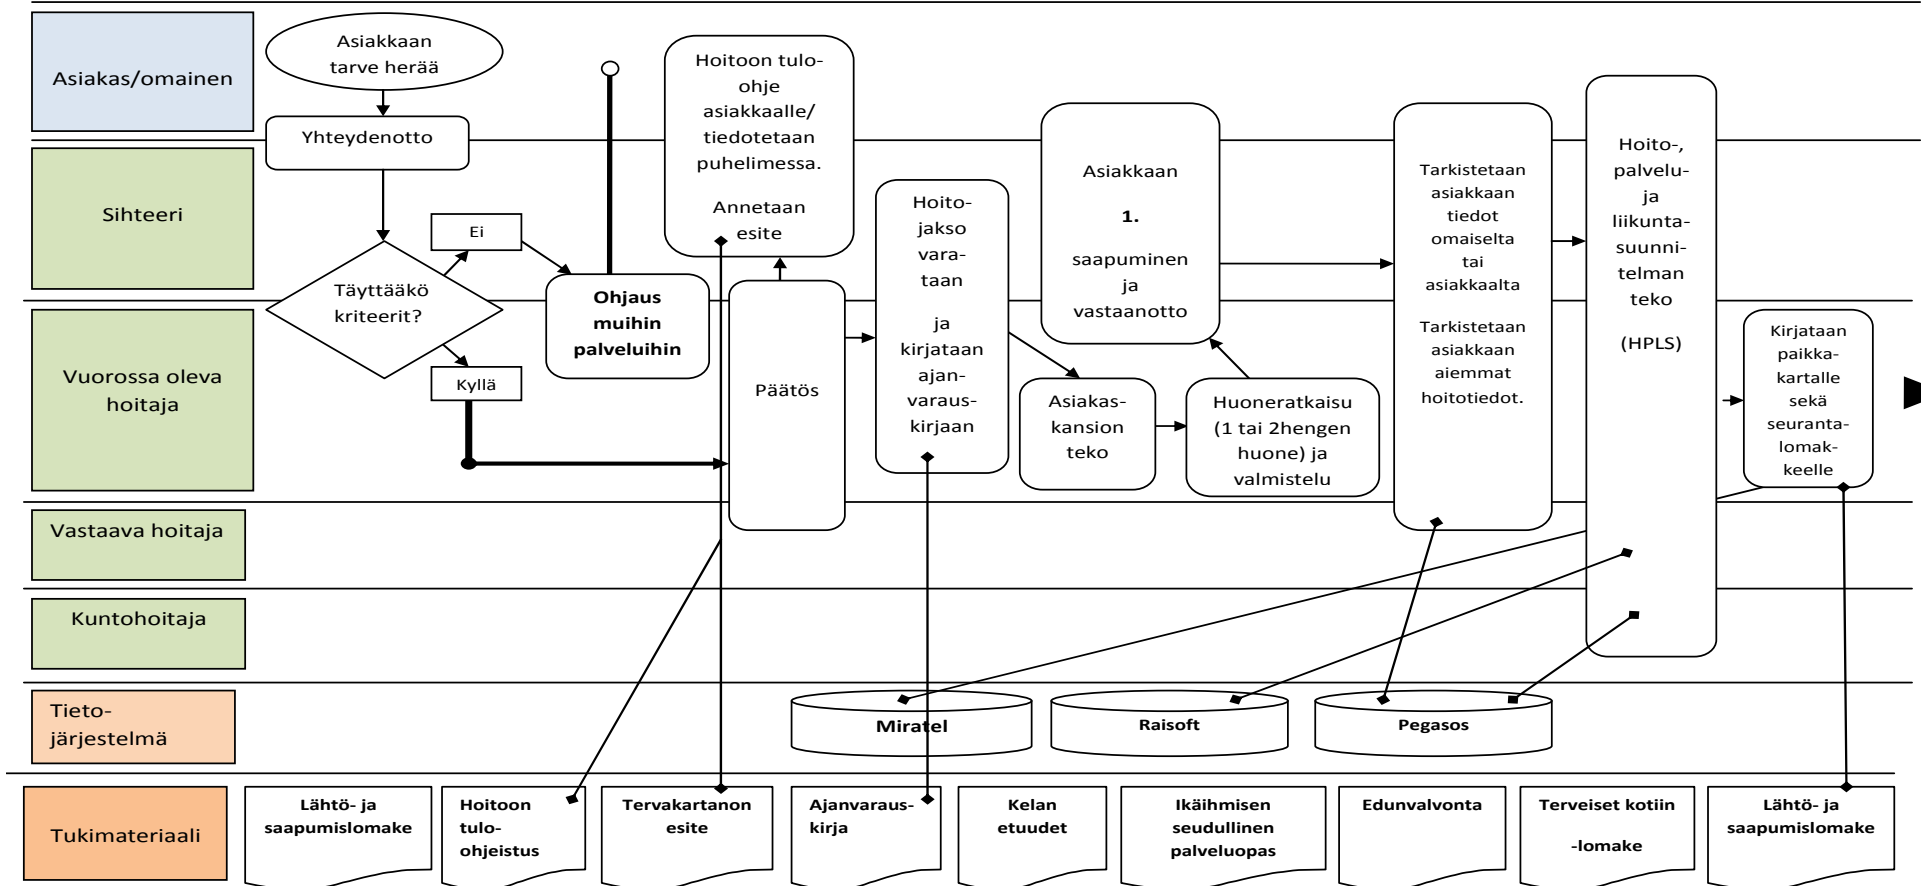 Asiakas/omainen
Sihteeri
Vuorossa oleva
hoitaja
Vastaava hoitaja
Kuntohoitaja
Tieto-
järjestelmä
Tukimateriaali
Asiakkaan
tarve herää
Yhteydenotto
Täyttääkö
kriteerit?
Ei
Kyllä
Ohjaus
muihin
palveluihin
Hoitoon tulo-
ohje
asiakkaalle/
tiedotetaan
puhelimessa.
Annetaan
esite
Päätös
Hoito-
jakso
vara-
taan
ja
kirjataan
ajan-
varaus-
kirjaan
Asiakas-
kansion
teko
Huoneratkaisu
(1 tai 2hengen
huone) ja
valmistelu
Asiakkaan
1.
saapuminen
ja
vastaanotto
Tarkistetaan
asiakkaan
tiedot
omaiselta
tai
asiakkaalta
Tarkistetaan
asiakkaan
aiemmat
hoitotiedot.
Hoito-,
palvelu-
ja
liikunta-
suunni-
telman
teko
(HPLS)
Kirjataan
paikka-
kartalle
sekä
seuranta-
lomak-
keelle
Miratel
Raisoft
Pegasos
Lähtö- ja
saapumislomake
Hoitoon
tulo-
ohjeistus
Tervakartanon
esite
Ajanvaraus-
kirja
Kelan
etuudet
Ikäihmisen
seudullinen
palveluopas
Edunvalvonta
Terveiset kotiin
-lomake
Lähtö- ja
saapumislomake